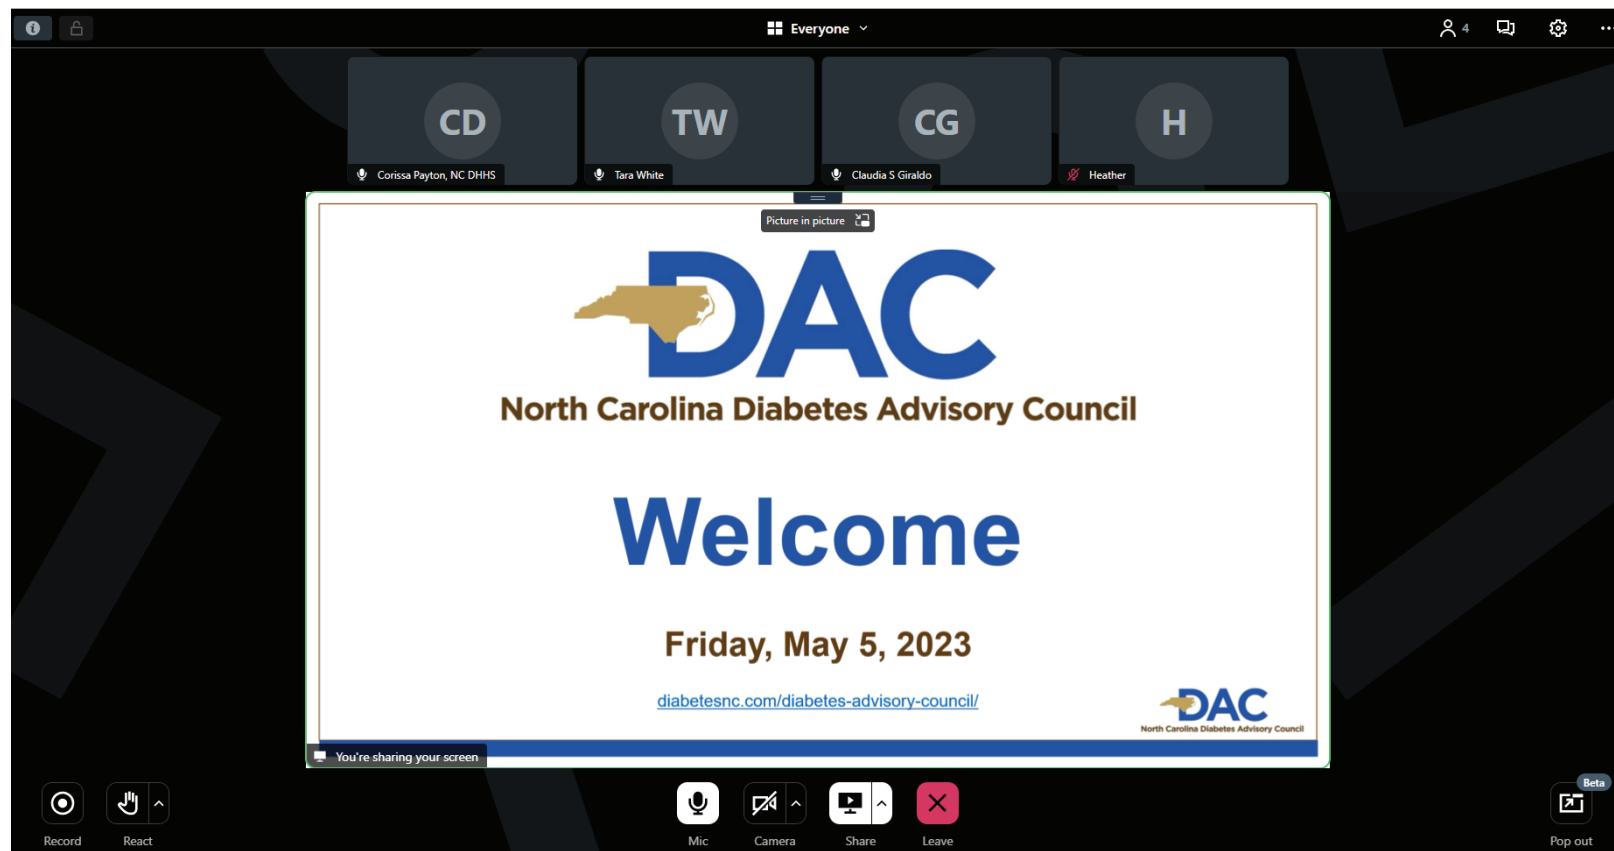 Everyone
4
CD
TW
CG
H
Corissa Payton, NC DHHS
Tara White
Claudia S Giraldo
Heather
Picture in picture
DAC
North Carolina Diabetes Advisory Council
Welcome
Friday, May 5, 2023
diabetesnc.com/diabetes-advisory-council/
DAC
North Carolina Diabetes Advisory Council
You're sharing your screen
Record
React
Mic
Camera
Share
Leave
Beta
Pop out